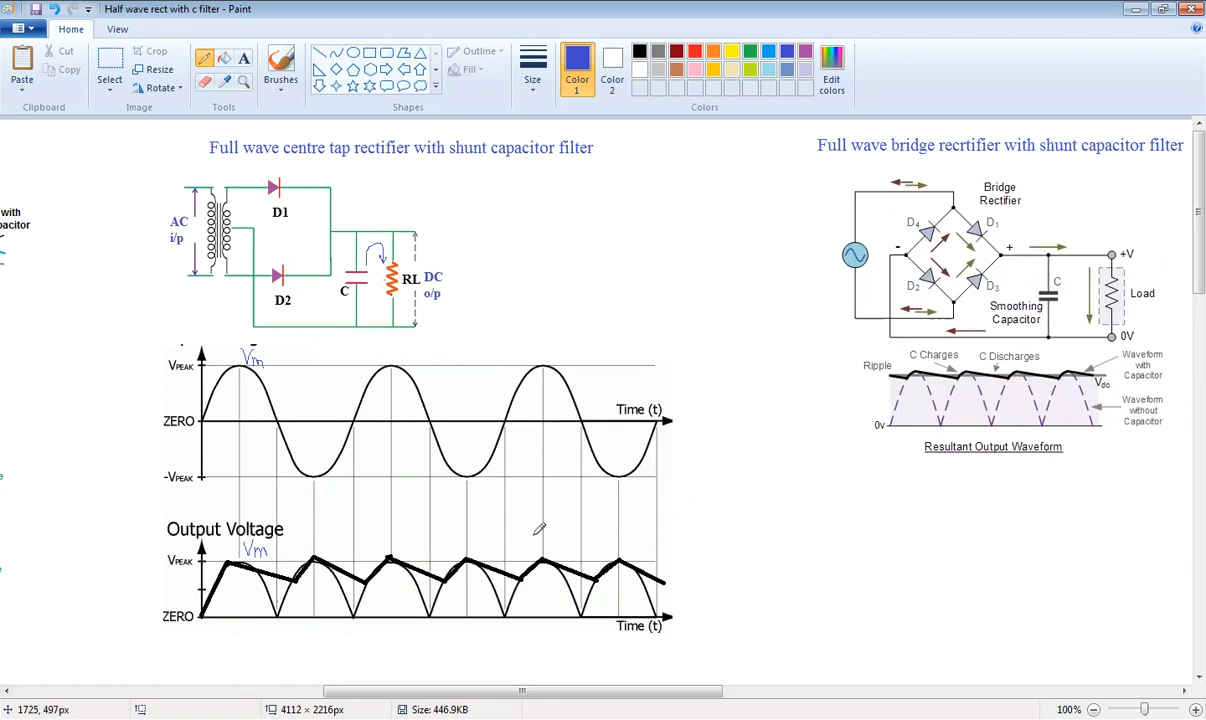 Half wave rect with c filter - Paint
Home
View
Paste
Cut
Copy
Clipboard
Select
Crop
Resize
Rotate
Image
A
Tools
Brushes
Outline
Fill
Shapes
Size
Color 1
Color 2
Edit colors
Colors
with
pacitor
Full wave centre tap rectifier with shunt capacitor filter
AC i/p
D1
D2
C
RL
DC o/p
Full wave bridge recrtifier with shunt capacitor filter
Bridge Rectifier
D4
D1
D2
D3
-
+
+V
C
Load
Smoothing Capacitor
0V
Vm
VPEAK
ZERO
-VPEAK
Time (t)
Output Voltage
Vm
VPEAK
ZERO
Time (t)
Ripple
C Charges
C Discharges
Waveform with Capacitor
Vdc
Waveform without Capacitor
0v
Resultant Output Waveform
1725, 497px
4112 × 2216px
Size: 446.9KB
100%